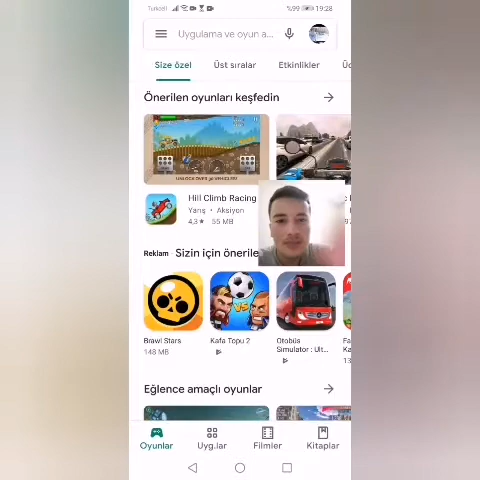 Turkcell
%99 19:28
Uygulama ve oyun a...
Size özel Üst sıralar Etkinlikler
Önerilen oyunları keşfedin
Hill Climb Racing
Yarış • Aksiyon
4,3★ 55 MB
Reklam • Sizin için önerile
Brawl Stars
148 MB
Kafa Topu 2
Otobüs
Simulator : Ult...
Eğlence amaçlı oyunlar
Oyunlar Uyg.lar Filmler Kitaplar